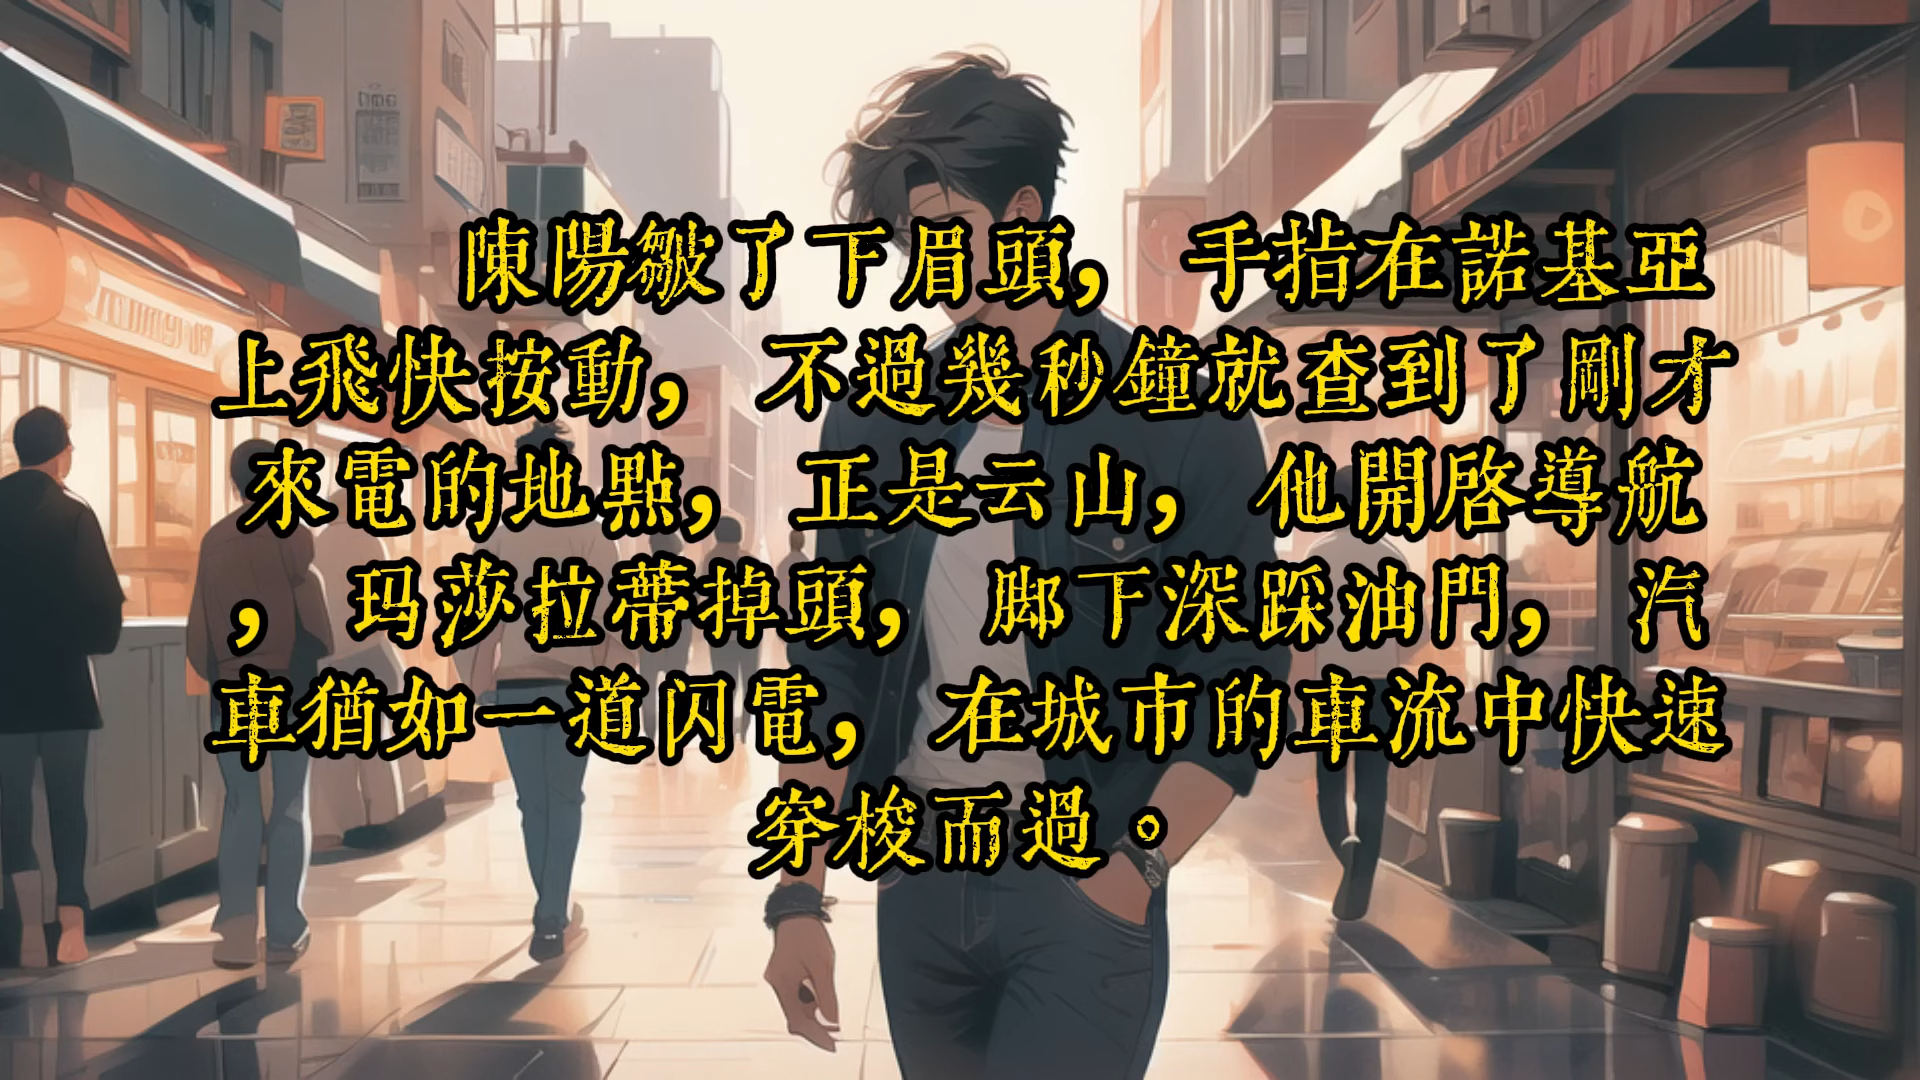 陳陽皺了下眉頭，手指在諾基亞
上飛快按動，不過幾秒鐘就查到了剛才
來電的地點，正是云山，他開啓導航
，玛莎拉蒂掉頭，脚下深踩油門，汽
車猶如一道闪電，在城市的車流中快速
穿梭而過。